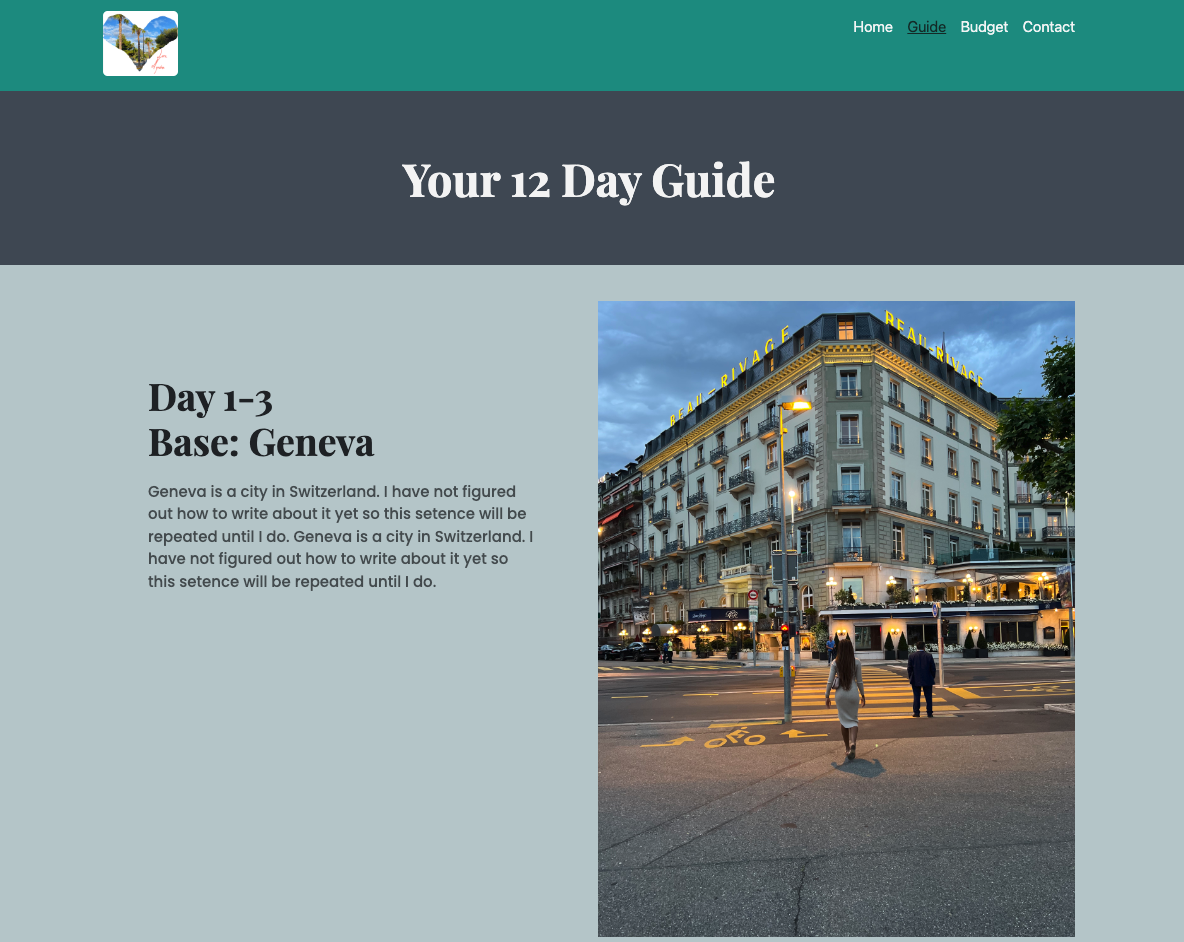 Home Guide Budget Contact
Your 12 Day Guide
Day 1-3
Base: Geneva
Geneva is a city in Switzerland. I have not figured
out how to write about it yet so this setence will be
repeated until I do. Geneva is a city in Switzerland. I
have not figured out how to write about it yet so
this setence will be repeated until I do.
BEAU-RIVAGE
BEAU-RIVAGE